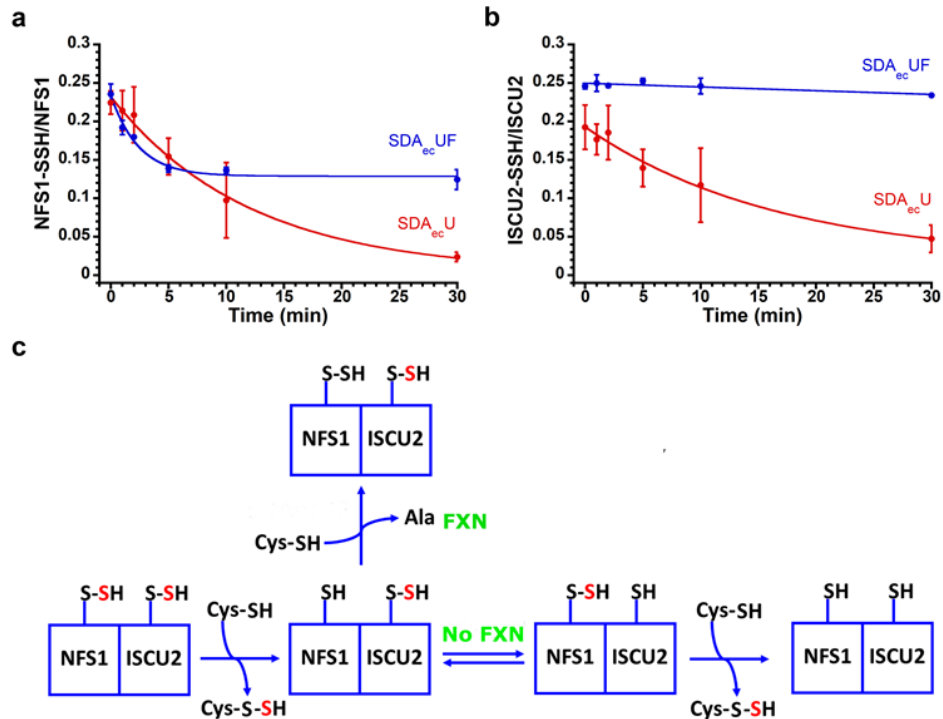 a
0.3
0.25
0.2
0.15
0.1
0.05
0
NFS1-SSH/NFS1
SDAecUF
SDAecU
0 5 10 15 20 25 30
Time (min)
b
0.3
0.25
0.2
0.15
0.1
0.05
0
ISCU2-SSH/ISCU2
SDAecUF
SDAecU
0 5 10 15 20 25 30
Time (min)
c
S-SH S-SH
NFS1 ISCU2
Cys-SH Ala FXN
S-SH S-SH
NFS1 ISCU2
Cys-SH
Cys-S-SH
SH S-SH
NFS1 ISCU2
No FXN
S-SH SH
NFS1 ISCU2
Cys-SH
Cys-S-SH
SH SH
NFS1 ISCU2